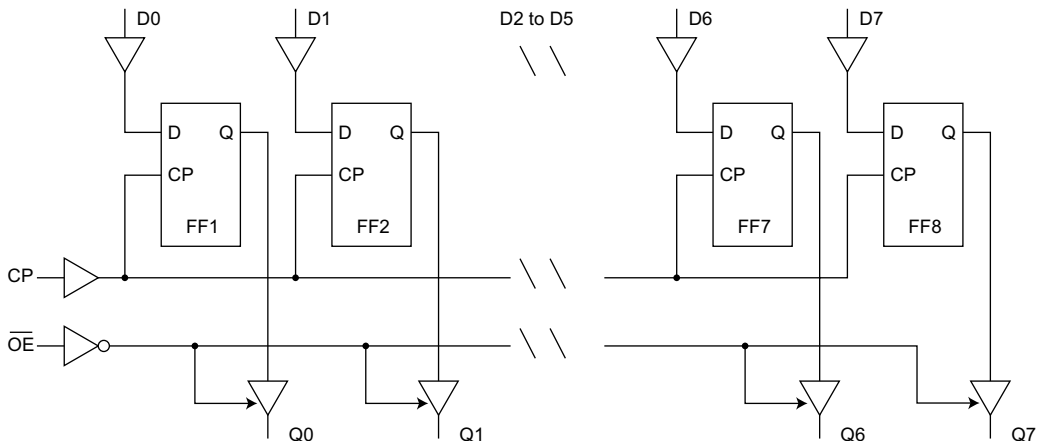 D0 D1 D2 to D5 D6 D7
D Q D Q D Q D Q
CP CP CP CP
FF1 FF2 FF7 FF8
CP
O̅E̅
Q0 Q1 Q6 Q7